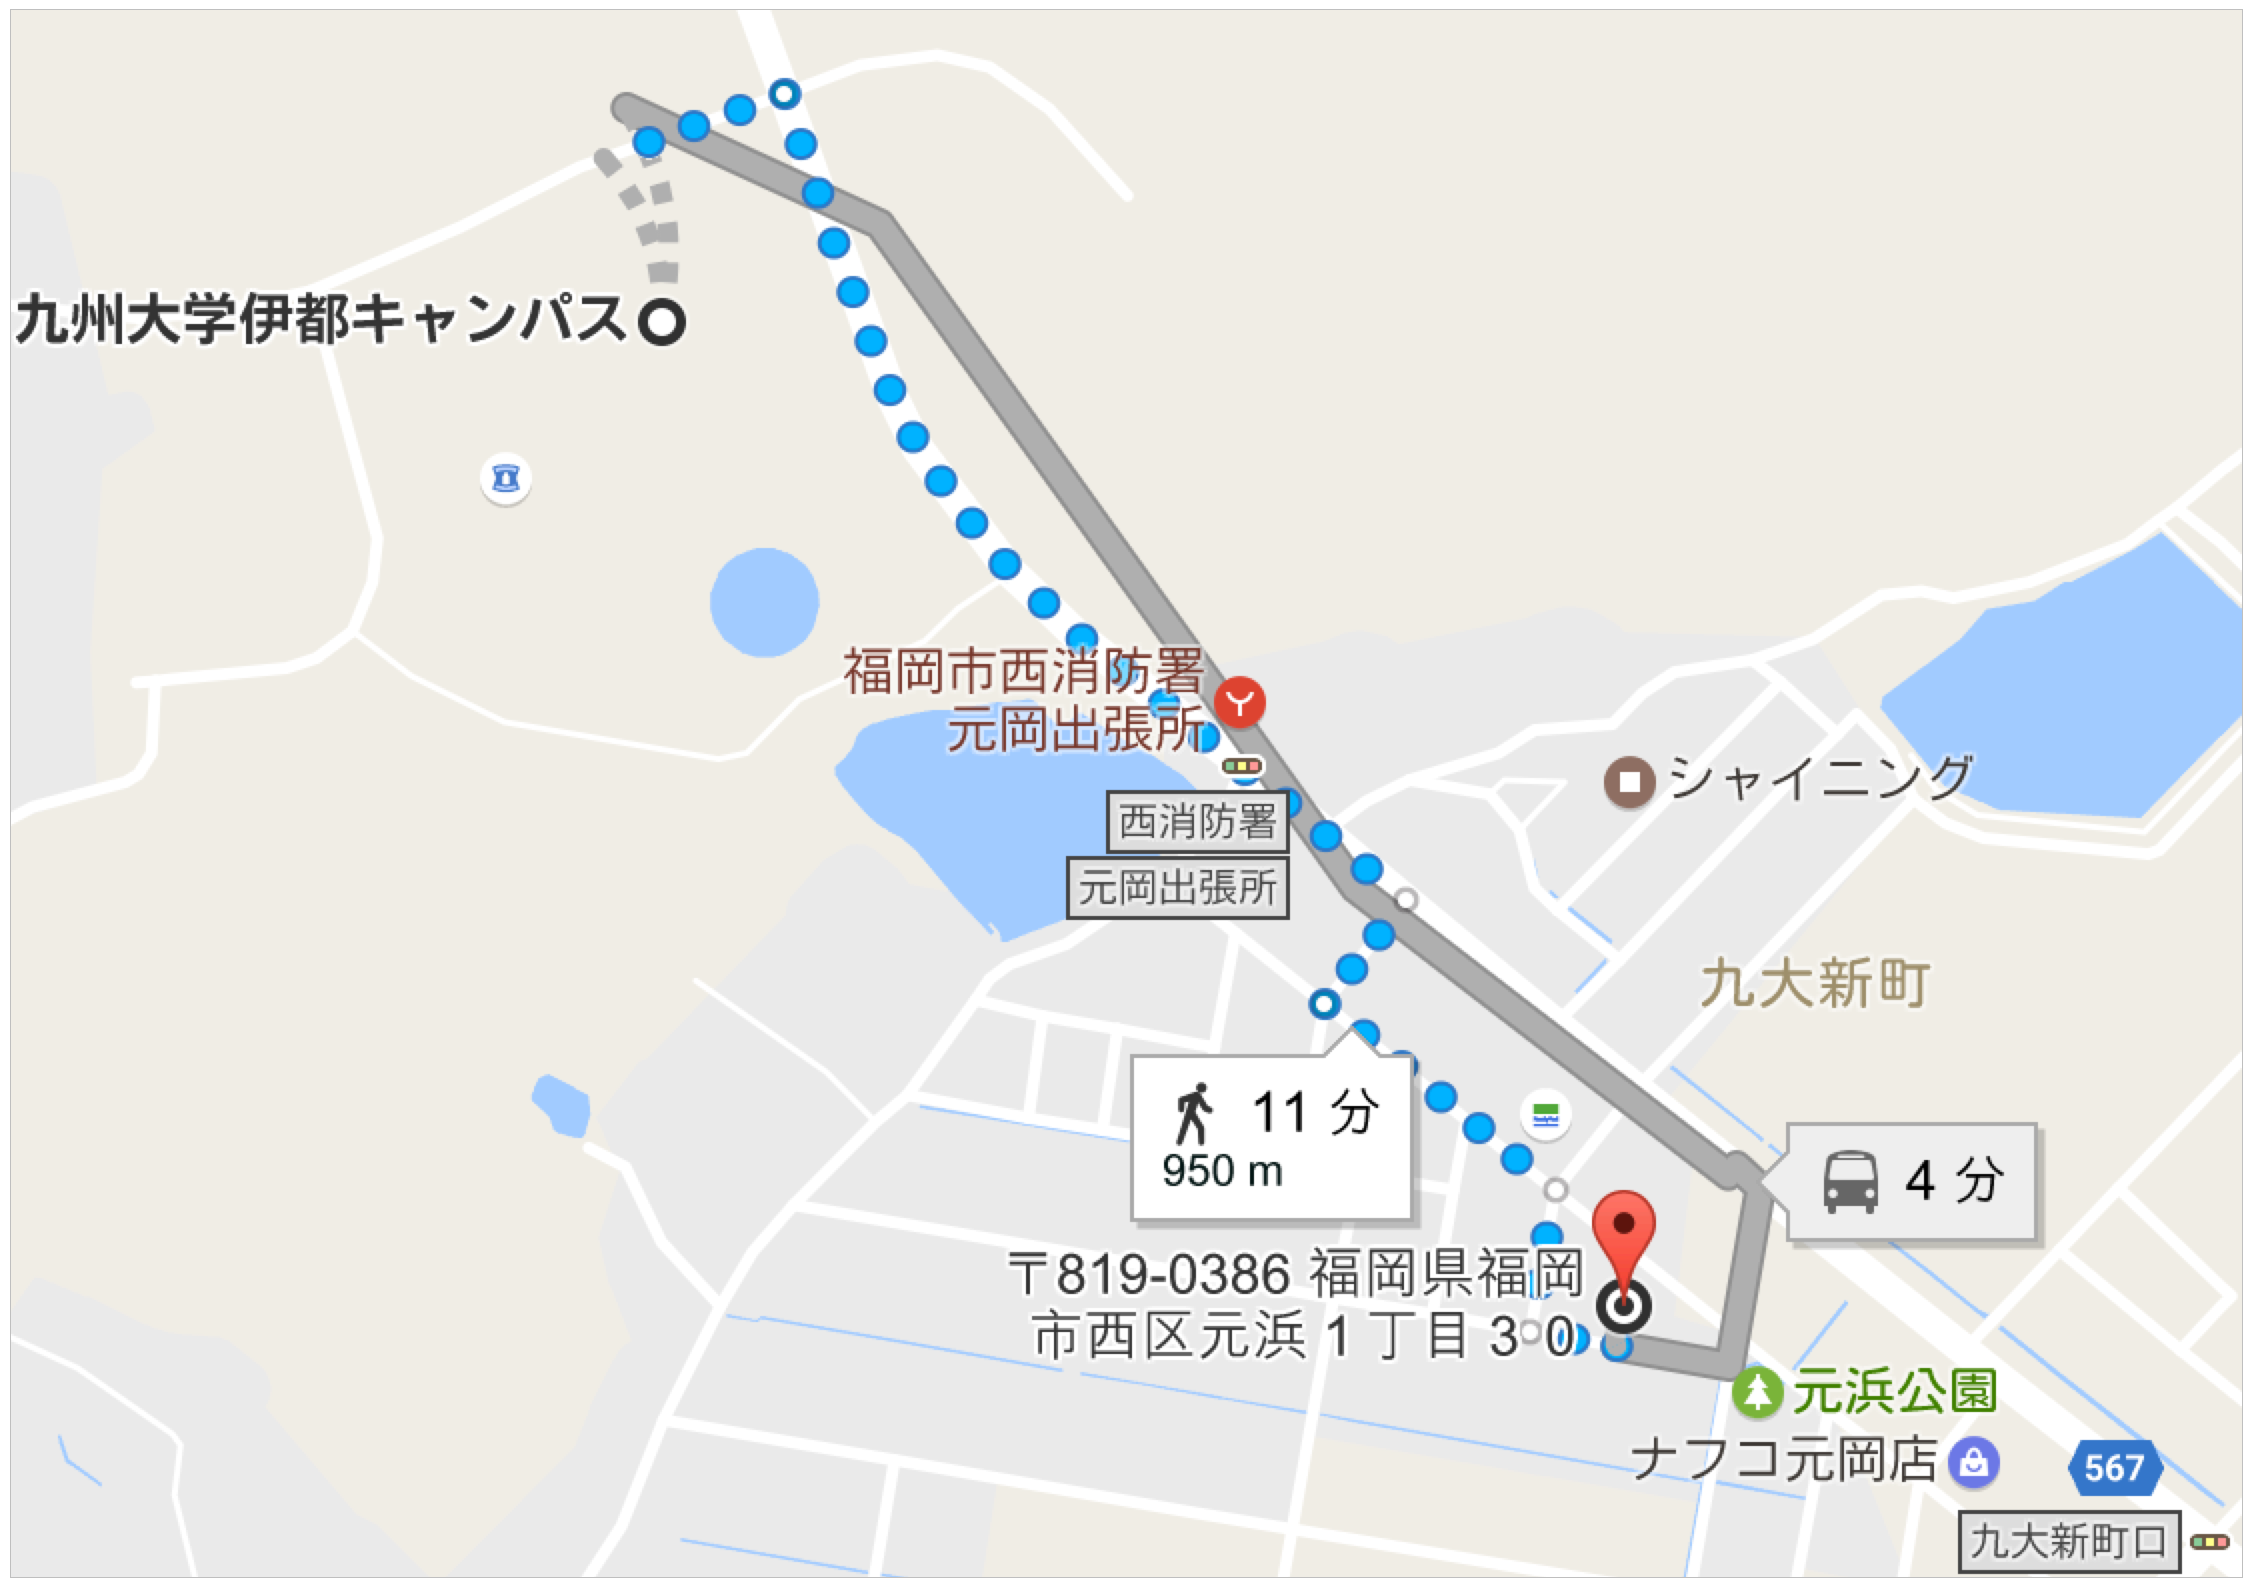 九州大学伊都キャンパス
福岡市西消防署
元岡出張所
西消防署
元岡出張所
シャイニング
九大新町
11 分
950 m
4 分
〒819-0386 福岡県福岡
市西区元浜１丁目３０
元浜公園
ナフコ元岡店
567
九大新町口